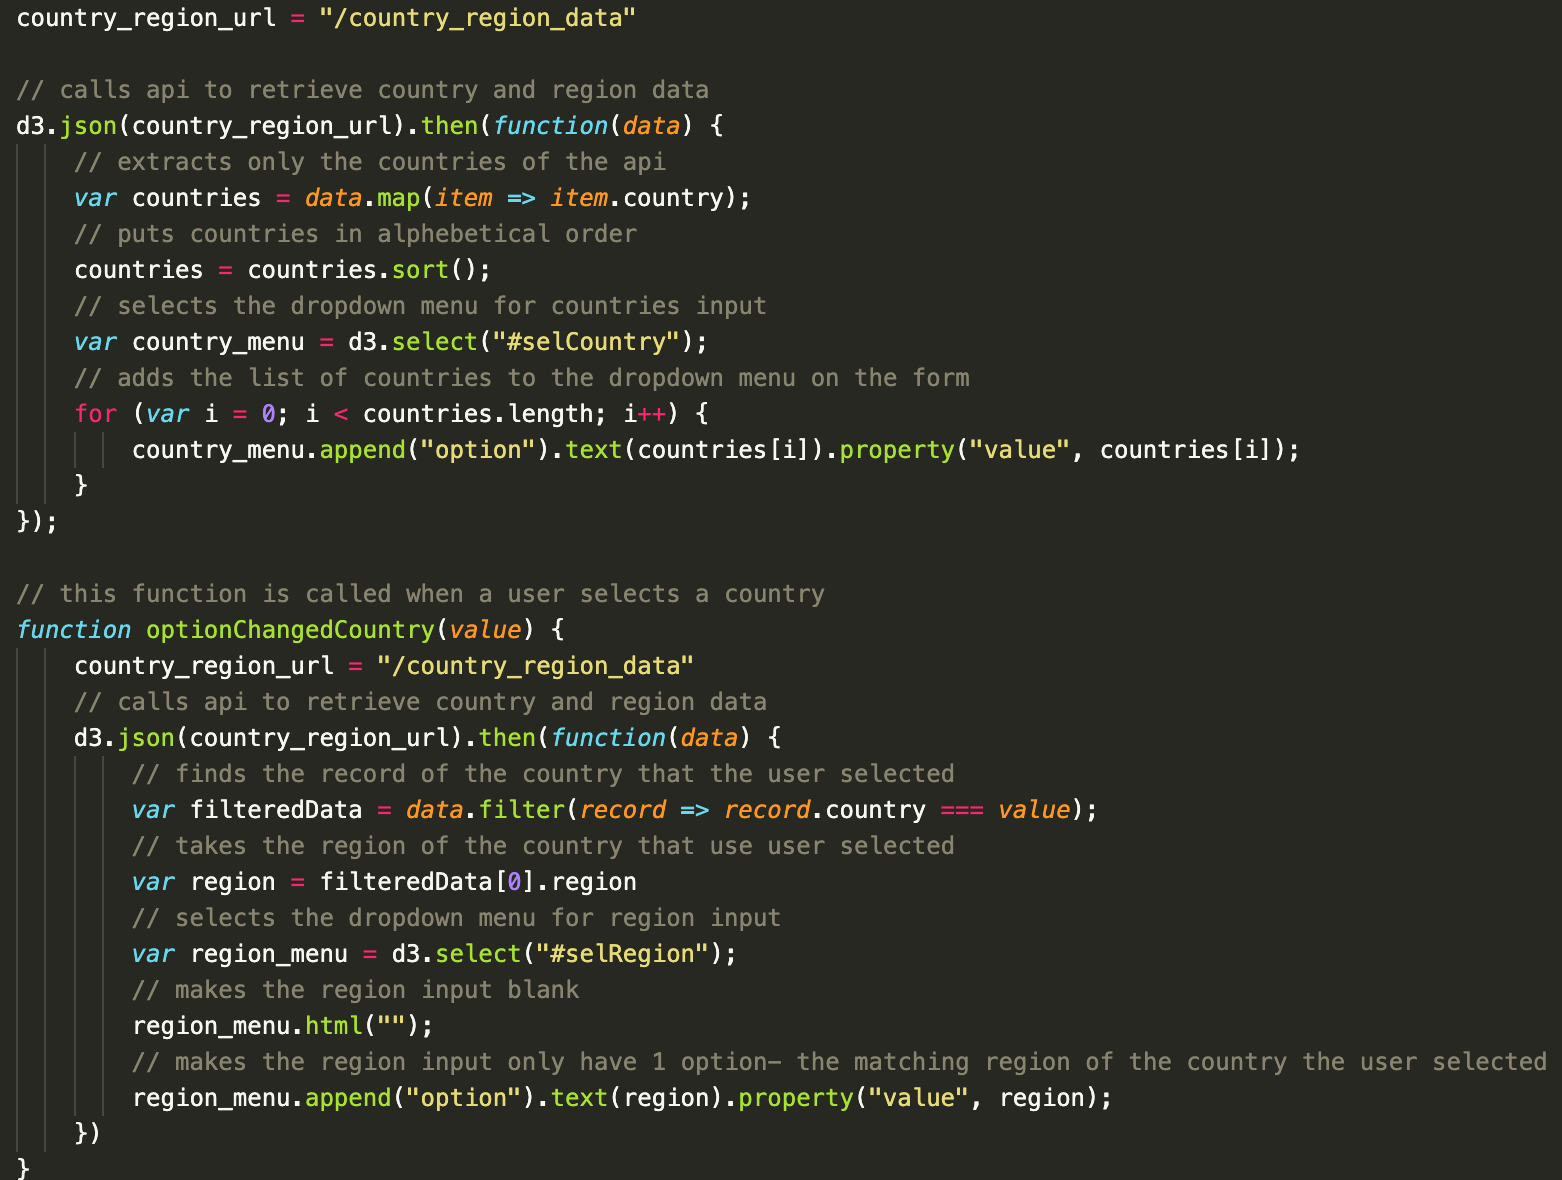 country_region_url = "/country_region_data"
// calls api to retrieve country and region data
d3.json(country_region_url).then(function(data) {
// extracts only the countries of the api
var countries = data.map(item => item.country);
// puts countries in alphebetical order
countries = countries.sort();
// selects the dropdown menu for countries input
var country_menu = d3.select("#selCountry");
// adds the list of countries to the dropdown menu on the form
for (var i = 0; i < countries.length; i++) {
country_menu.append("option").text(countries[i]).property("value", countries[i]);
}
});
// this function is called when a user selects a country
function optionChangedCountry(value) {
country_region_url = "/country_region_data"
// calls api to retrieve country and region data
d3.json(country_region_url).then(function(data) {
// finds the record of the country that the user selected
var filteredData = data.filter(record => record.country === value);
// takes the region of the country that use user selected
var region = filteredData[0].region
// selects the dropdown menu for region input
var region_menu = d3.select("#selRegion");
// makes the region input blank
region_menu.html("");
// makes the region input only have 1 option– the matching region of the country the user selected
region_menu.append("option").text(region).property("value", region);
})
}